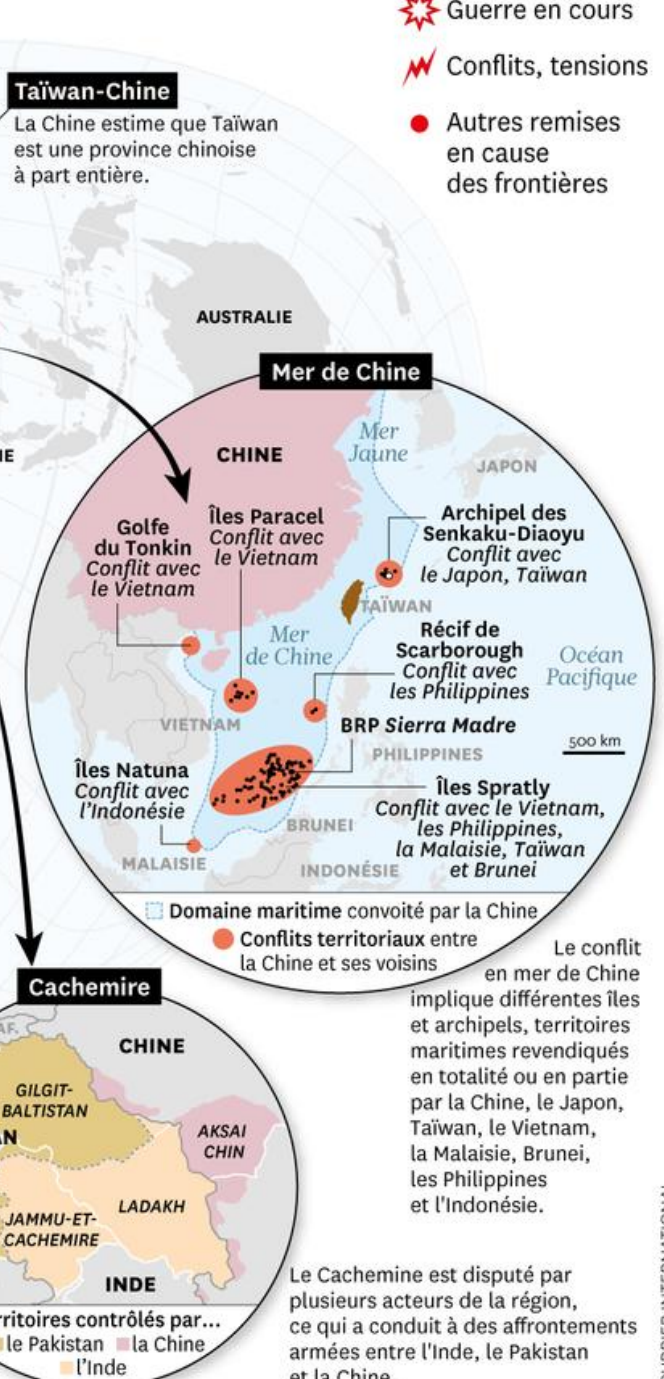 Guerre en cours
Conflits, tensions
Autres remises
en cause
des frontières
Taïwan-Chine
La Chine estime que Taïwan
est une province chinoise
à part entière.
AUSTRALIE
Mer de Chine
CHINE
Mer
Jaune
JAPON
Golfe
du Tonkin
Conflit avec
le Vietnam
Îles Paracel
Conflit avec
le Vietnam
Archipel des
Senkaku-Diaoyu
Conflit avec
le Japon, Taïwan
TAÏWAN
Mer
de Chine
Récif de
Scarborough
Conflit avec
les Philippines
Océan
Pacifique
VIETNAM
BRP Sierra Madre
PHILIPPINES
500 km
Îles Natuna
Conflit avec
l'Indonésie
Îles Spratly
Conflit avec le Vietnam,
les Philippines,
la Malaisie, Taïwan
et Brunei
BRUNEI
MALAISIE
INDONÉSIE
Domaine maritime convoité par la Chine
Conflits territoriaux entre
la Chine et ses voisins
Le conflit
en mer de Chine
implique différentes îles
et archipels, territoires
maritimes revendiqués
en totalité ou en partie
par la Chine, le Japon,
Taïwan, le Vietnam,
la Malaisie, Brunei,
les Philippines
et l'Indonésie.
Cachemire
AF.
CHINE
GILGIT-
BALTISTAN
AN
AKSAI
CHIN
LADAKH
JAMMU-ET-
CACHEMIRE
INDE
rritoires contrôlés par...
le Pakistan
la Chine
l'Inde
Le Cachemine est disputé par
plusieurs acteurs de la région,
ce qui a conduit à des affrontements
armées entre l'Inde, le Pakistan
et la Chine